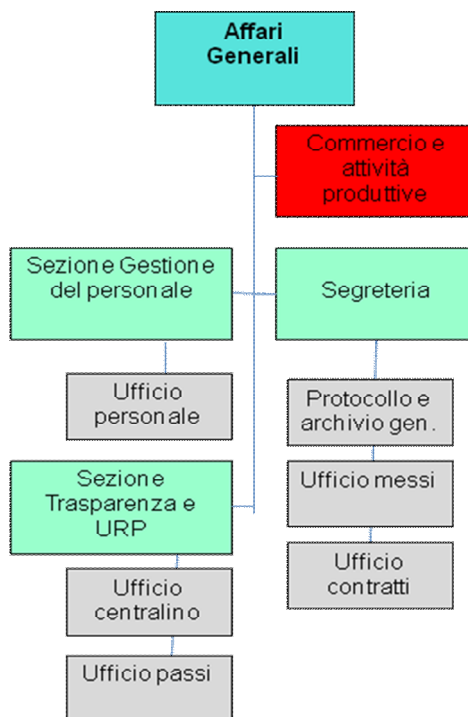 Affari
Generali
Commercio e
attività
produttive
Sezione Gestione
del personale
Segreteria
Ufficio
personale
Protocollo e
archivio gen.
Sezione
Trasparenza e
URP
Ufficio messi
Ufficio
centralino
Ufficio
contratti
Ufficio passi